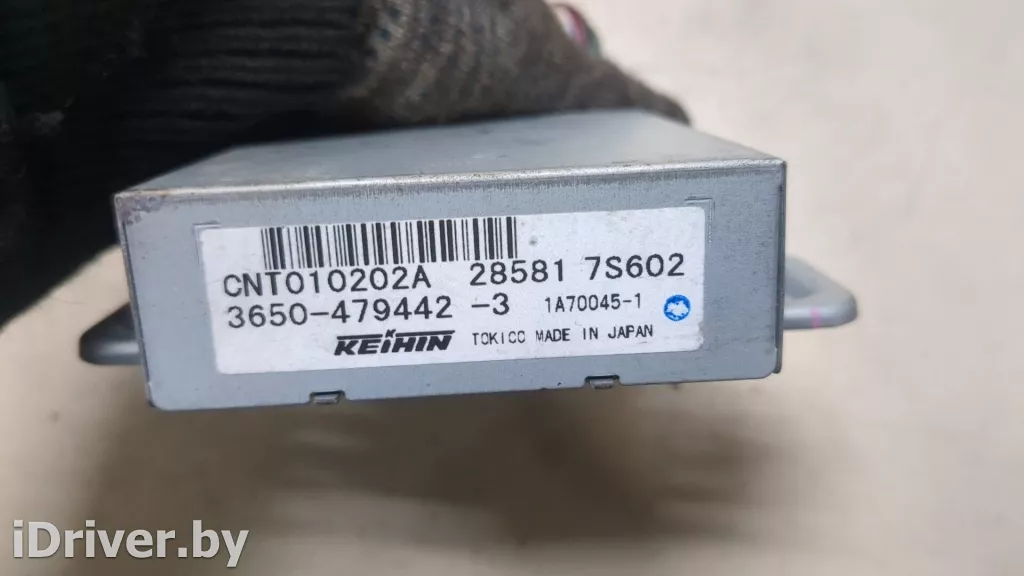 CNT010202A 28581 7S602
3650-479442 -3 1A70045-1
KEIHIN TOKICO MADE IN JAPAN
iDriver.by